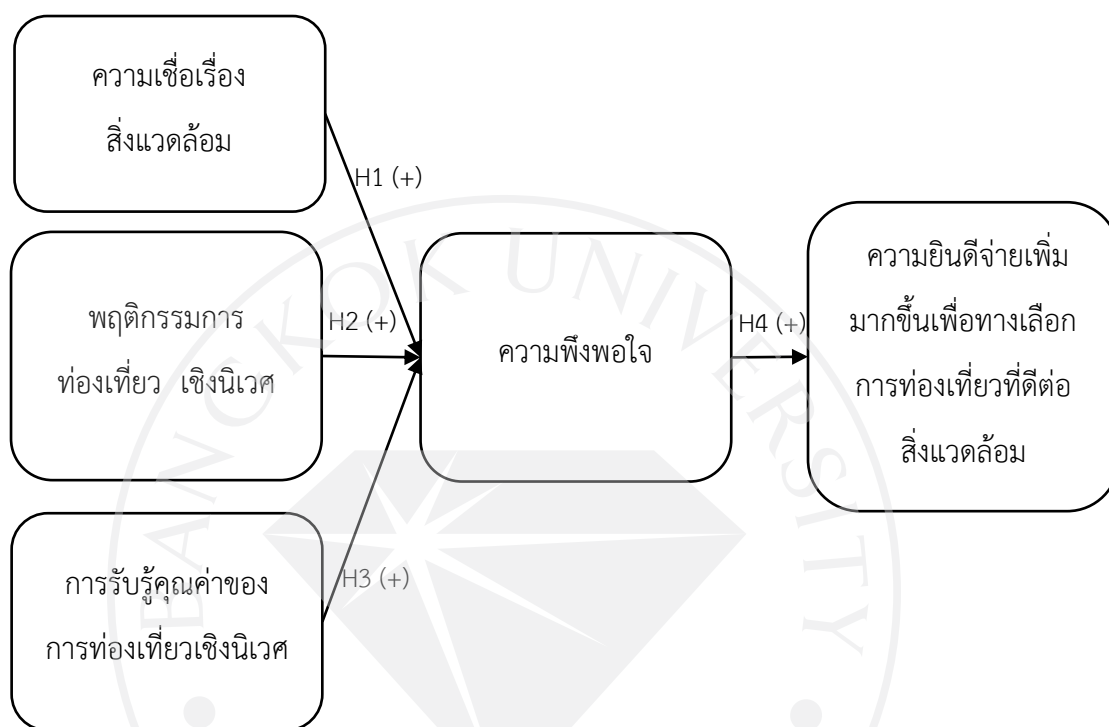 ความเชื่อเรื่อง
สิ่งแวดล้อม
H1 (+)
พฤติกรรมการ
ท่องเที่ยว เชิงนิเวศ
H2 (+)
ความพึงพอใจ
H4 (+)
ความยินดีจ่ายเพิ่ม
มากขึ้นเพื่อทางเลือก
การท่องเที่ยวที่ดีต่อ
สิ่งแวดล้อม
การรับรู้คุณค่าของ
การท่องเที่ยวเชิงนิเวศ
H3 (+)
BANGKOK UNIVERSITY